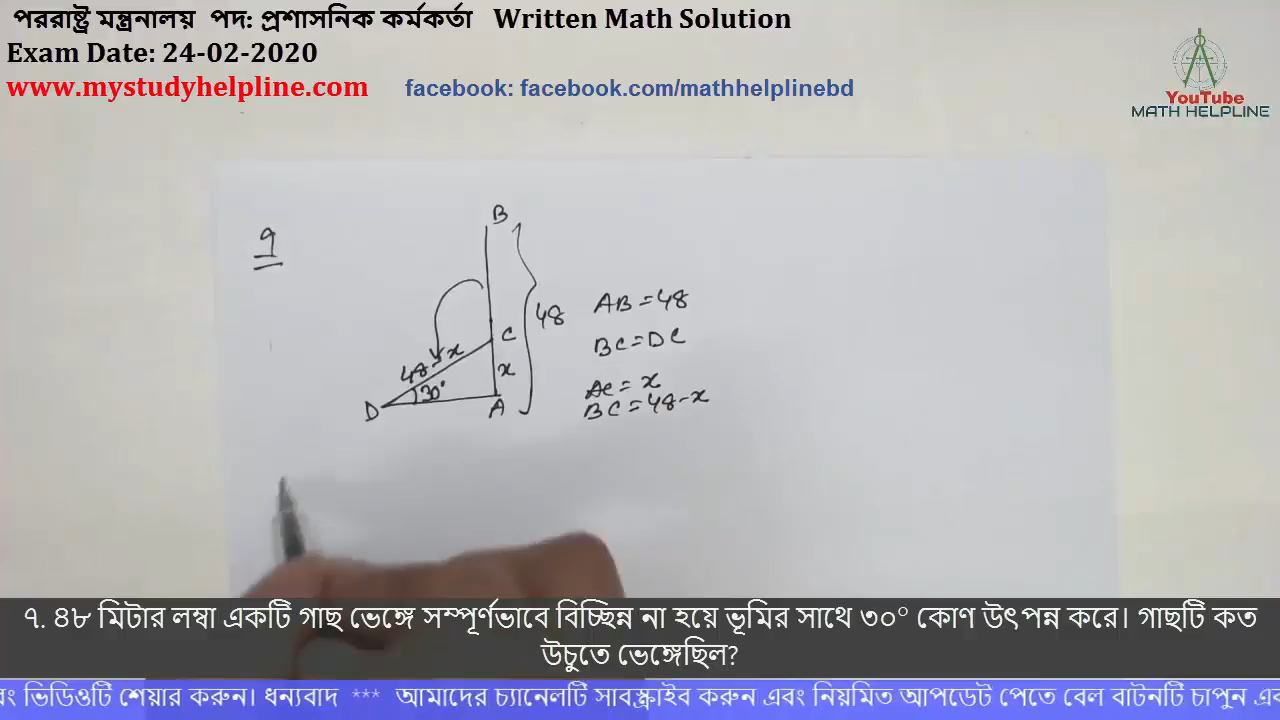 পররাষ্ট্র মন্ত্রনালয় পদ: প্রশাসনিক কর্মকর্তা Written Math Solution
Exam Date: 24-02-2020
www.mystudyhelpline.com facebook: facebook.com/mathhelplinebd
YouTube
MATH HELPLINE
৭
B
48
AB = 48
C
BC = DC
48-x
x
AC = x
30°
D
A
BC = 48-x
৭. ৪৮ মিটার লম্বা একটি গাছ ভেঙ্গে সম্পূর্ণভাবে বিচ্ছিন্ন না হয়ে ভূমির সাথে ৩০° কোণ উৎপন্ন করে। গাছটি কত
উচুতে ভেঙ্গেছিল?
ভিডিওটি শেয়ার করুন। ধন্যবাদ *** আমাদের চ্যানেলটি সাবস্ক্রাইব করুন এবং নিয়মিত আপডেট পেতে বেল বাটনটি চাপুন